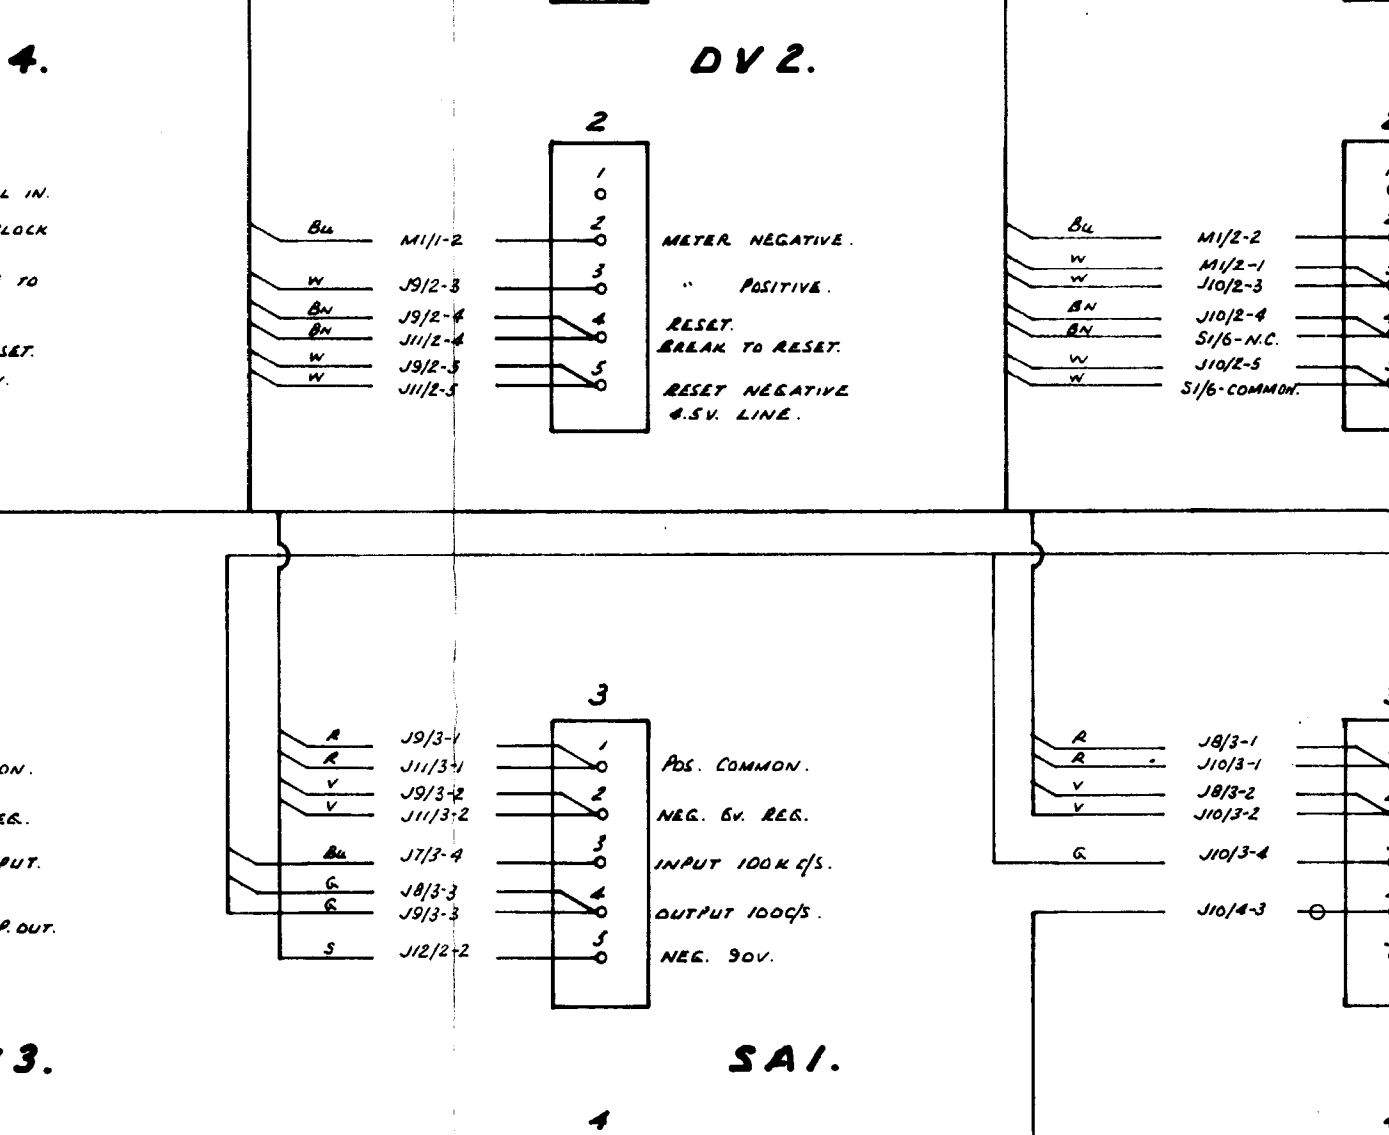 4.
DV2.
2
L IN.
LOCK
TO
SET.
V.
1
2
3
4
5
Bu M1/1-2 METER NEGATIVE.
W J9/2-3 " POSITIVE.
BN J9/2-4 RESET.
BN J11/2-4 BREAK TO RESET.
W J9/2-5 RESET NEGATIVE
W J11/2-5 4.5V. LINE.
Bu M1/2-2
W M1/2-1
W J10/2-3
BN J10/2-4
BN S1/6-N.C.
W J10/2-5
W S1/6-COMMON.
3
ON.
EG.
PUT.
P. OUT.
1
2
3
4
5
R J9/3-1
R J11/3-1 POS. COMMON.
V J9/3-2
V J11/3-2 NEG. 6V. REG.
Bu J7/3-4 INPUT 100K C/S.
G J8/3-3
G J9/3-3 OUTPUT 100C/S.
S J12/2-2 NEG. 90V.
R J8/3-1
R J10/3-1
V J8/3-2
V J10/3-2
G J10/3-4
J10/4-3
3.
SA1.
4